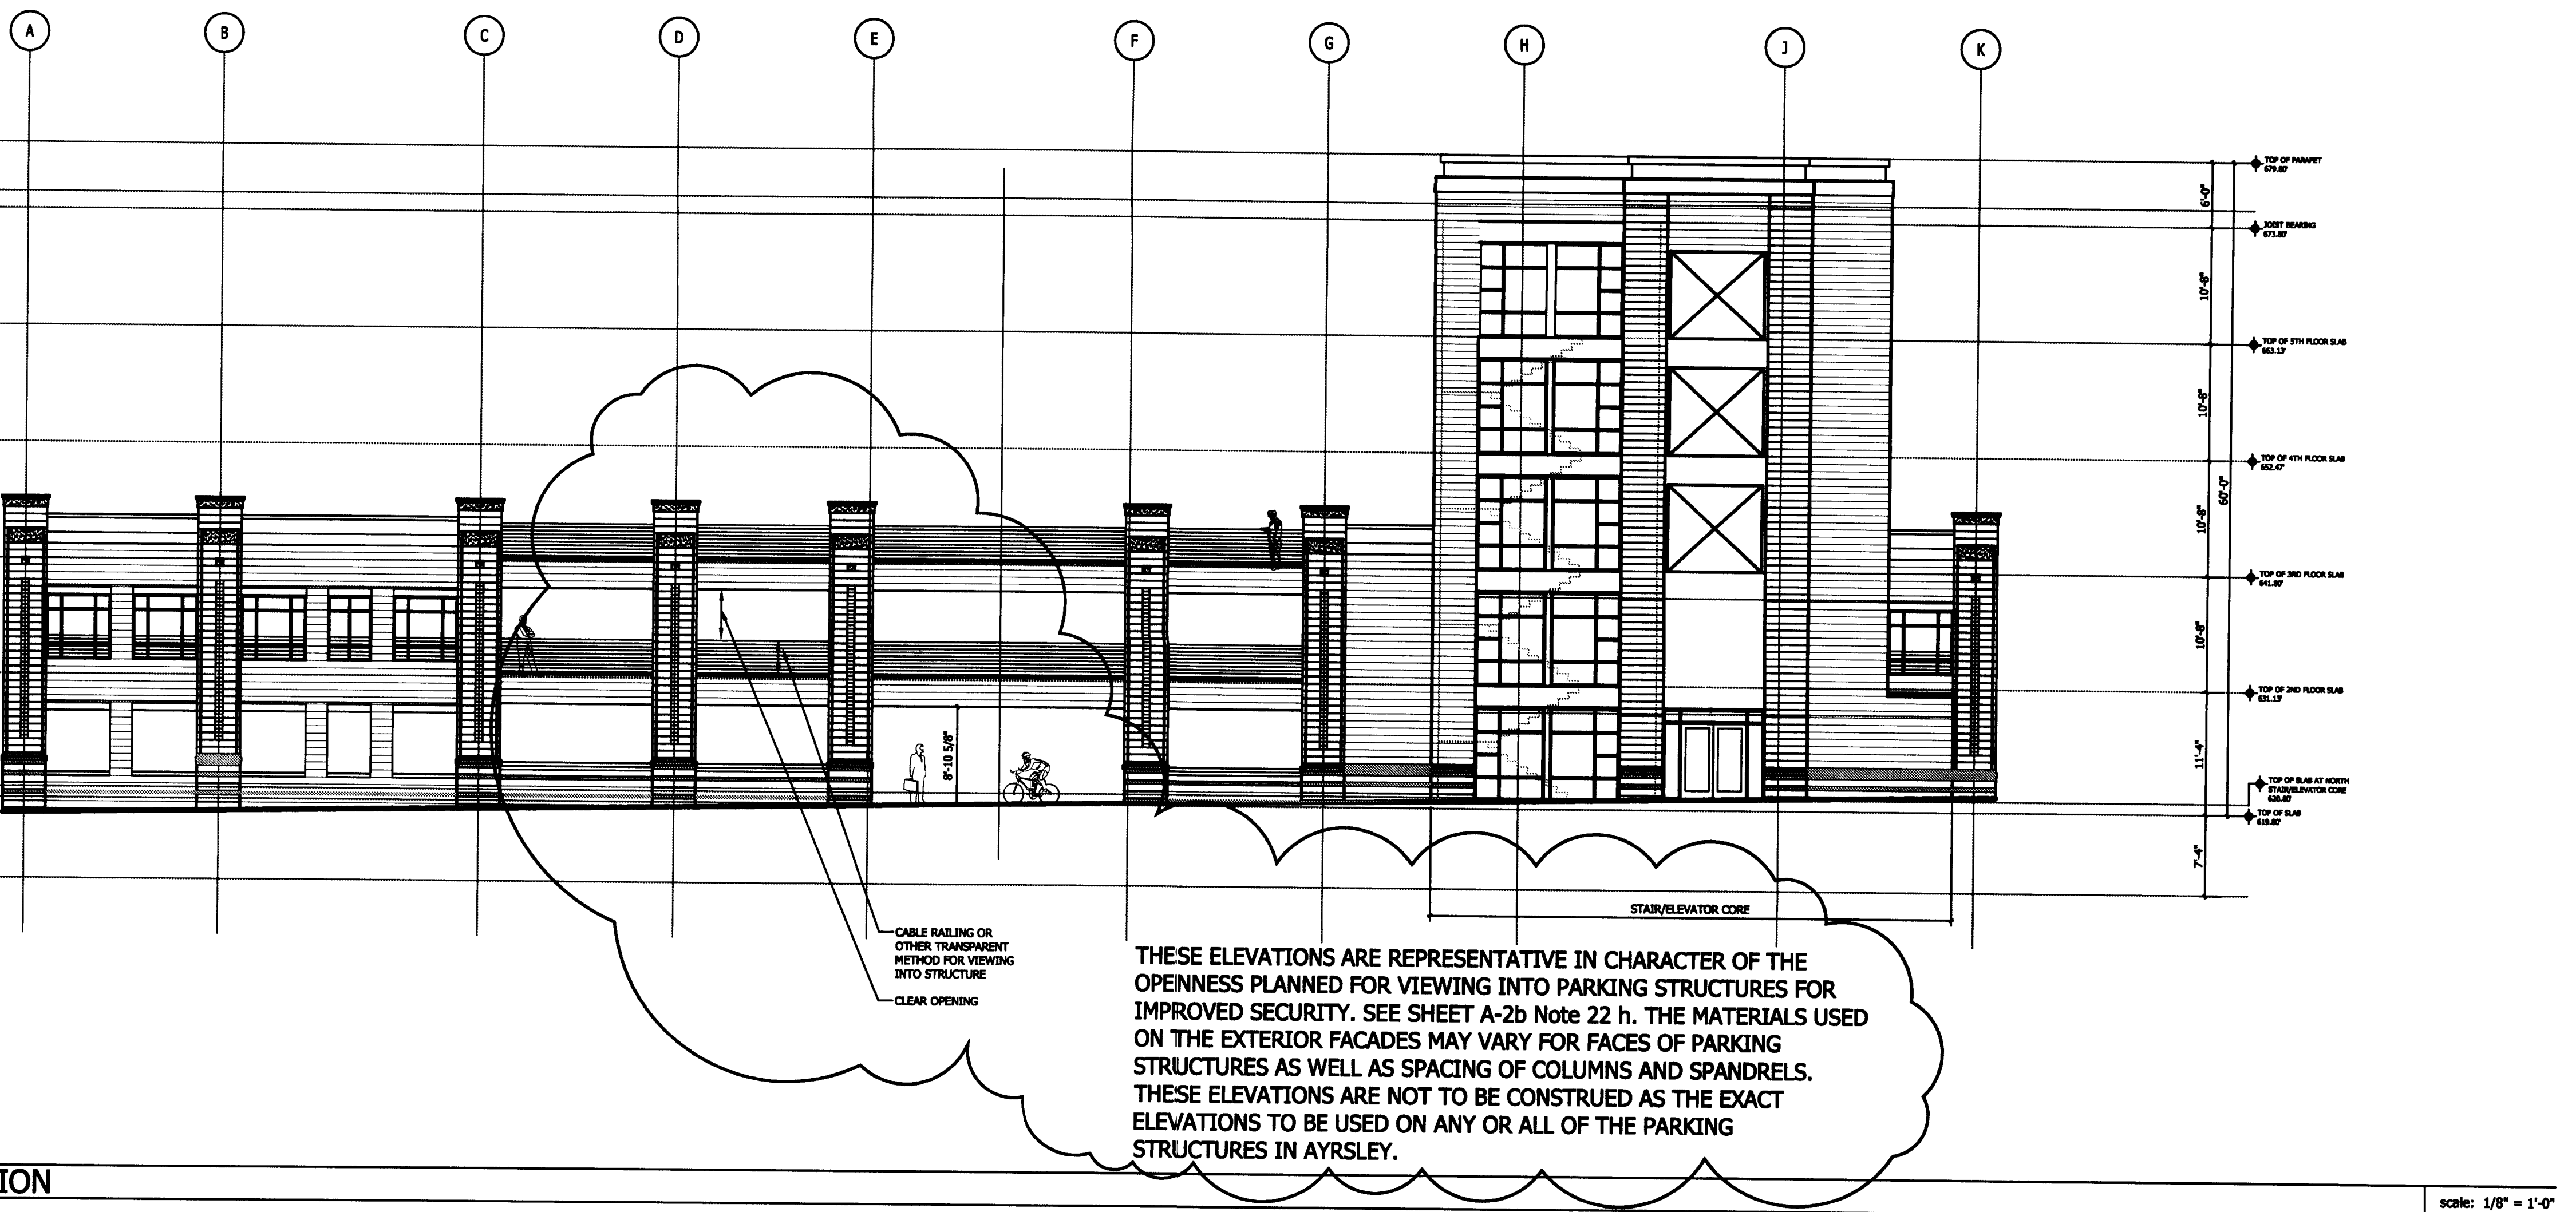 A
B
C
D
E
F
G
H
J
K
TOP OF PARAPET
679.80'
6'-0"
JOIST BEARING
673.80'
10'-8"
TOP OF 5TH FLOOR SLAB
663.13'
10'-8"
TOP OF 4TH FLOOR SLAB
652.47'
10'-8"
60'-0"
TOP OF 3RD FLOOR SLAB
641.80'
10'-8"
TOP OF 2ND FLOOR SLAB
631.13'
11'-4"
8'-10 5/8"
TOP OF SLAB AT NORTH
STAIR/ELEVATOR CORE
620.80'
TOP OF SLAB
619.80'
7'-4"
STAIR/ELEVATOR CORE
CABLE RAILING OR
OTHER TRANSPARENT
METHOD FOR VIEWING
INTO STRUCTURE
CLEAR OPENING
THESE ELEVATIONS ARE REPRESENTATIVE IN CHARACTER OF THE
OPENNESS PLANNED FOR VIEWING INTO PARKING STRUCTURES FOR
IMPROVED SECURITY. SEE SHEET A-2b Note 22 h. THE MATERIALS USED
ON THE EXTERIOR FACADES MAY VARY FOR FACES OF PARKING
STRUCTURES AS WELL AS SPACING OF COLUMNS AND SPANDRELS.
THESE ELEVATIONS ARE NOT TO BE CONSTRUED AS THE EXACT
ELEVATIONS TO BE USED ON ANY OR ALL OF THE PARKING
STRUCTURES IN AYRSLEY.
ION
scale: 1/8" = 1'-0"